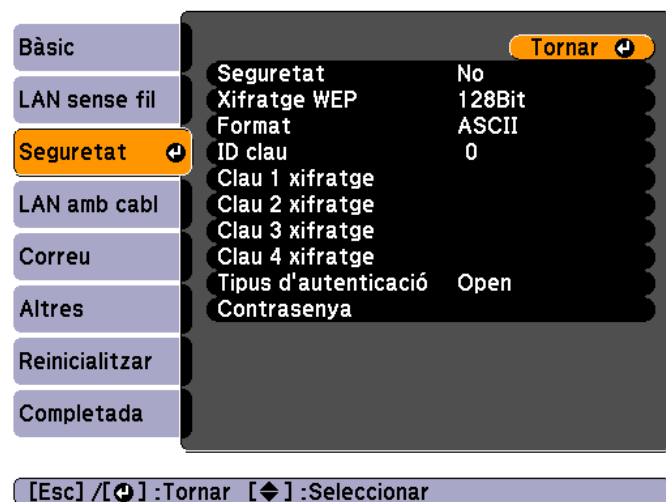 Bàsic
LAN sense fil
Seguretat
LAN amb cabl
Correu
Altres
Reinicialitzar
Completada
Tornar
Seguretat No
Xifratge WEP 128Bit
Format ASCII
ID clau 0
Clau 1 xifratge
Clau 2 xifratge
Clau 3 xifratge
Clau 4 xifratge
Tipus d'autenticació Open
Contrasenya
[Esc] /[⏎] :Tornar [◆] :Seleccionar